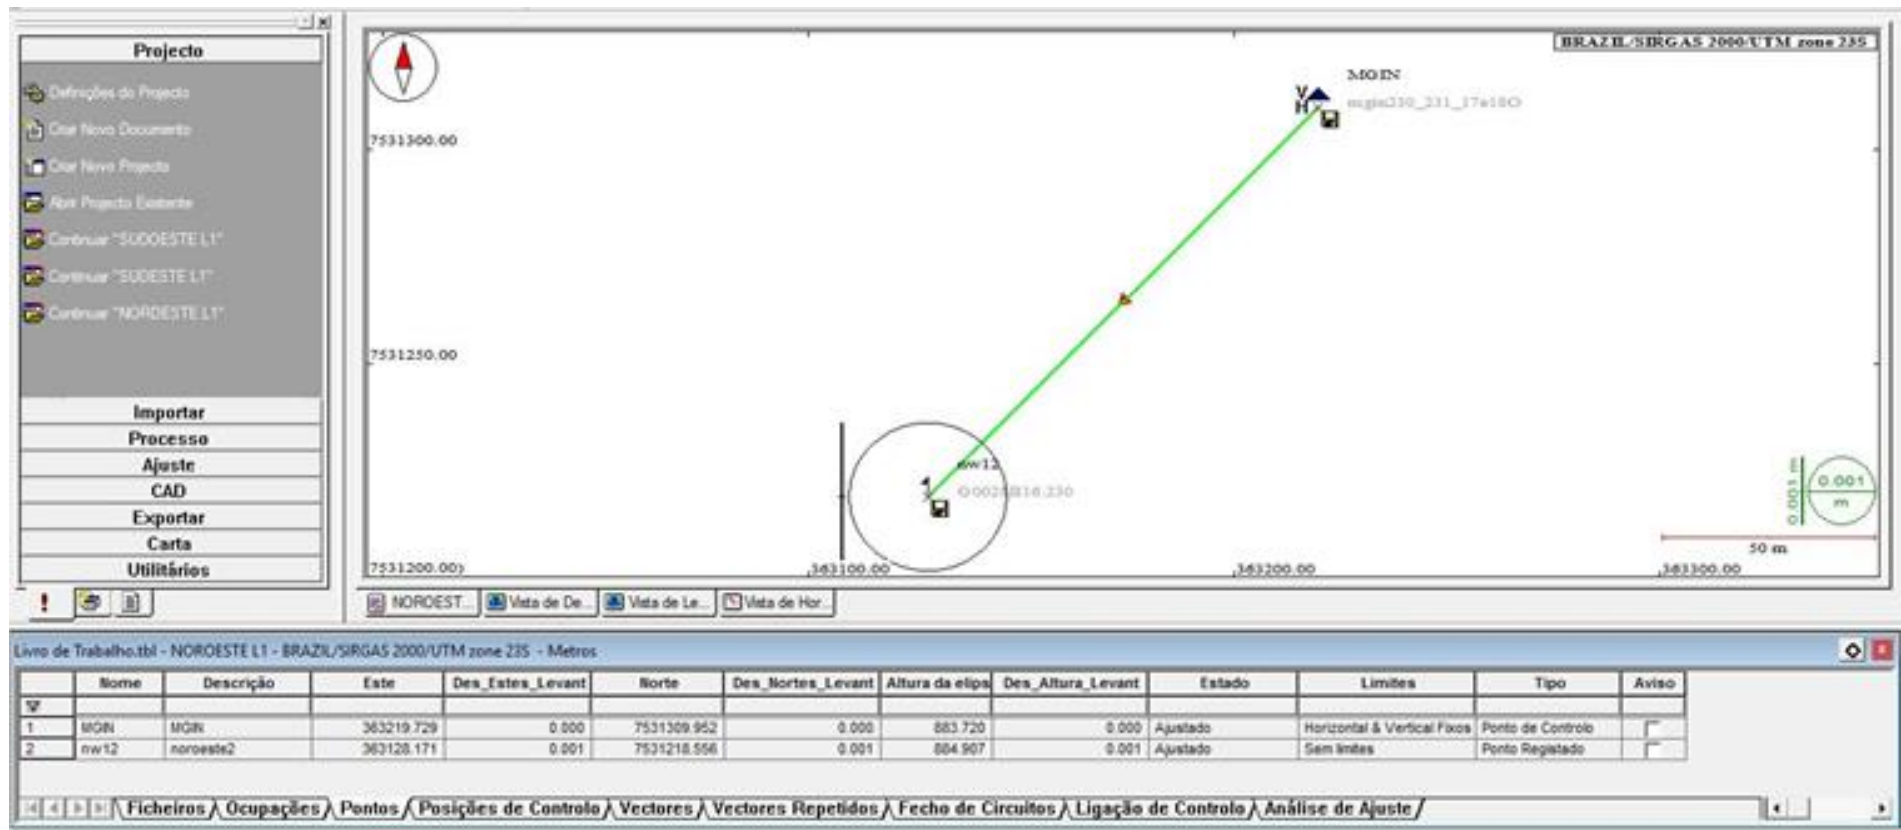 Projecto
Definições do Projecto
Criar Novo Documento
Criar Novo Projecto
Abrir Projecto Existente
Continuar "SUDOESTE L1"
Continuar "SUDESTE L1"
Continuar "NORDESTE L1"
Importar
Processo
Ajuste
CAD
Exportar
Carta
Utilitários
BRAZIL/SIRGAS 2000/UTM zone 23S
MGIN
V
H
mgin230_231_17e18O
7531300.00
7531250.00
nw12
1
0.001 m
0.001
m
50 m
7531200.00
363100.00
363200.00
363300.00
NOROEST...
Vista de De...
Vista de Le...
Vista de Hor...
Livro de Trabalho.tbl - NOROESTE L1 - BRAZIL/SIRGAS 2000/UTM zone 23S - Metros
Nome Descrição Este Des_Estes_Levant Norte Des_Nortes_Levant Altura da elips Des_Altura_Levant Estado Limites Tipo Aviso
1 MGIN MGIN 363219.729 0.000 7531309.952 0.000 883.720 0.000 Ajustado Horizontal & Vertical Fixos Ponto de Controlo
2 nw12 noroeste2 363128.171 0.001 7531218.556 0.001 884.907 0.001 Ajustado Sem limites Ponto Registado
Ficheiros Ocupações Pontos Posições de Controlo Vectores Vectores Repetidos Fecho de Circuitos Ligação de Controlo Análise de Ajuste